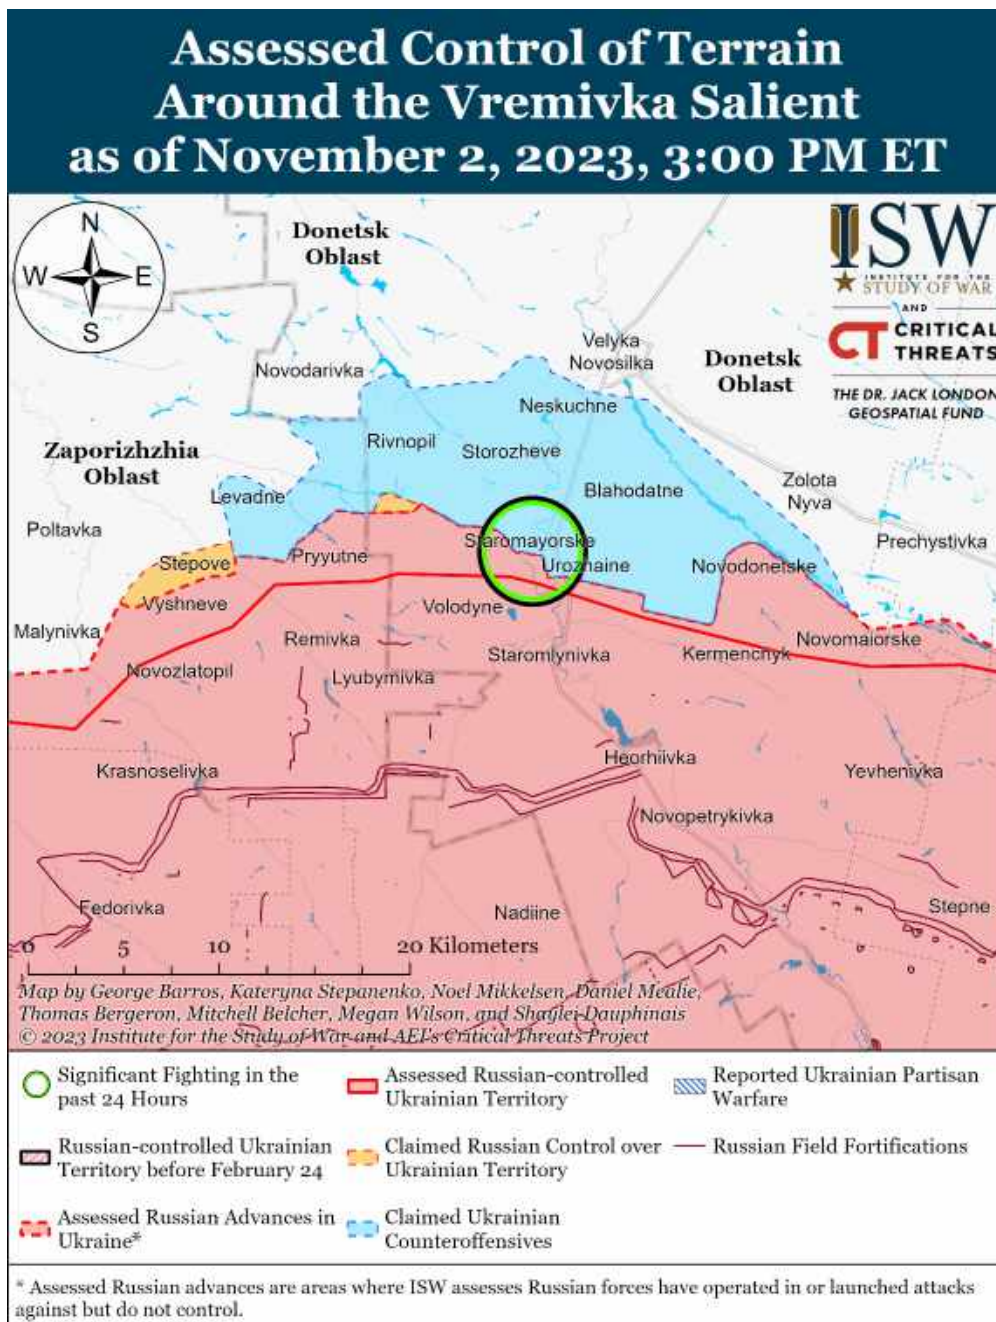 Assessed Control of Terrain
Around the Vremivka Salient
as of November 2, 2023, 3:00 PM ET
N
W
E
S
Donetsk
Oblast
ISW
INSTITUTE FOR THE
STUDY OF WAR
AND
CT CRITICAL
THREATS
THE DR. JACK LONDON
GEOSPATIAL FUND
Velyka
Novosilka
Donetsk
Oblast
Novodarivka
Neskuchne
Rivnopil
Storozheve
Zaporizhzhia
Oblast
Levadne
Blahodatne
Zolota
Nyva
Poltavka
Staromayorske
Prechystivka
Stepove
Pryyutne
Urozhaine
Novodonetske
Vyshneve
Volodyne
Malynivka
Remivka
Novomaiorske
Staromlynivka
Kermenchyk
Novozlatopil
Lyubymivka
Heorhiivka
Krasnoselivka
Yevhenivka
Novopetrykivka
Fedorivka
Nadiine
Stepne
0 5 10 20 Kilometers
Map by George Barros, Kateryna Stepanenko, Noel Mikkelsen, Daniel Mealie,
Thomas Bergeron, Mitchell Belcher, Megan Wilson, and Shaylei Dauphinais
© 2023 Institute for the Study of War and AEI's Critical Threats Project
Significant Fighting in the
past 24 Hours
Assessed Russian-controlled
Ukrainian Territory
Reported Ukrainian Partisan
Warfare
Russian-controlled Ukrainian
Territory before February 24
Claimed Russian Control over
Ukrainian Territory
Russian Field Fortifications
Assessed Russian Advances in
Ukraine*
Claimed Ukrainian
Counteroffensives
* Assessed Russian advances are areas where ISW assesses Russian forces have operated in or launched attacks
against but do not control.